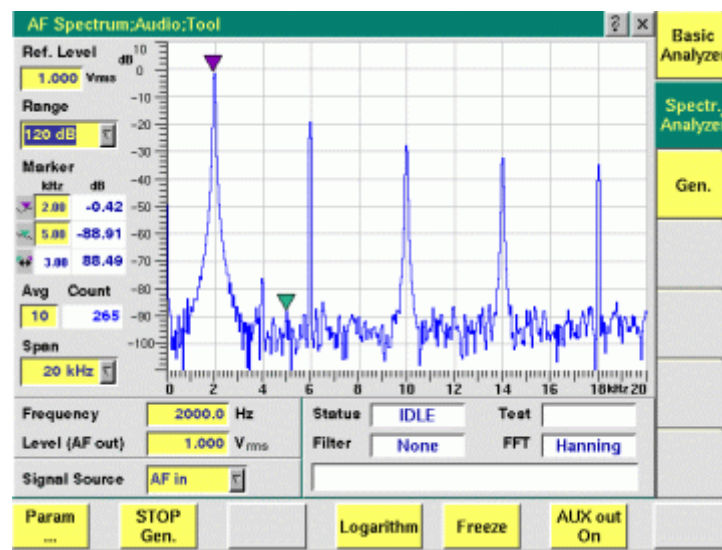 AF Spectrum:Audio:Tool ? x
Ref. Level
1.000 Vrms
Range
120 dB
Marker
kHz dB
2.00 -0.42
5.00 -88.91
3.00 88.49
Avg Count
10 265
Span
20 kHz
dB 10
0
-10
-20
-30
-40
-50
-60
-70
-80
-90
-100
0 2 4 6 8 10 12 14 16 18 kHz 20
Basic
Analyzer
Spectr.
Analyzer
Gen.
Frequency 2000.0 Hz
Level (AF out) 1.000 Vrms
Signal Source AF in
Status IDLE Test
Filter None FFT Hanning
Param
...
STOP
Gen.
Logarithm
Freeze
AUX out
On